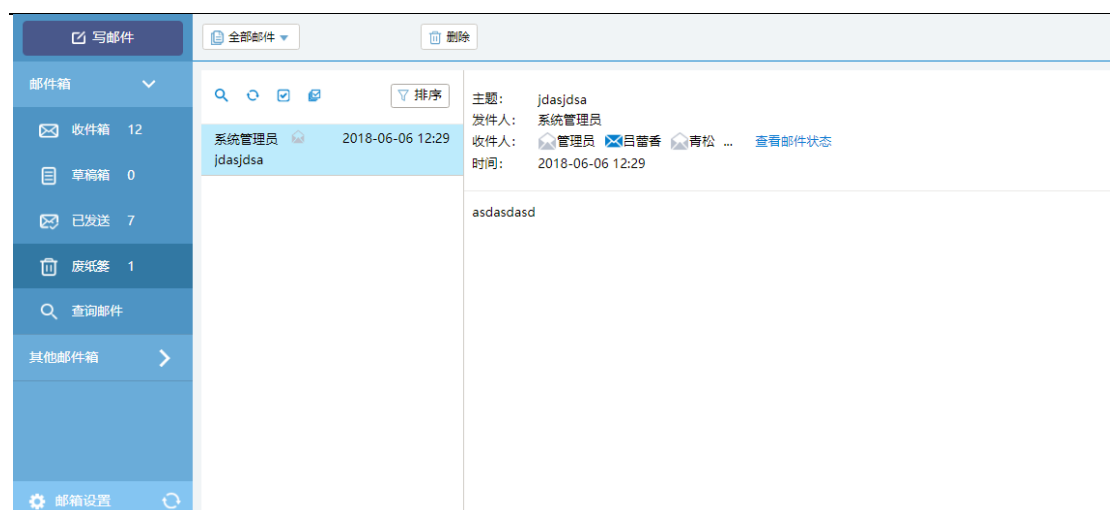 写邮件
全部邮件
删除
邮件箱
收件箱 12
草稿箱 0
已发送 7
废纸篓 1
查询邮件
其他邮件箱
邮箱设置
排序
系统管理员 2018-06-06 12:29
jdasjdsa
主题: jdasjdsa
发件人: 系统管理员
收件人: 管理员 吕蕾香 青松 ... 查看邮件状态
时间: 2018-06-06 12:29
asdasdasd